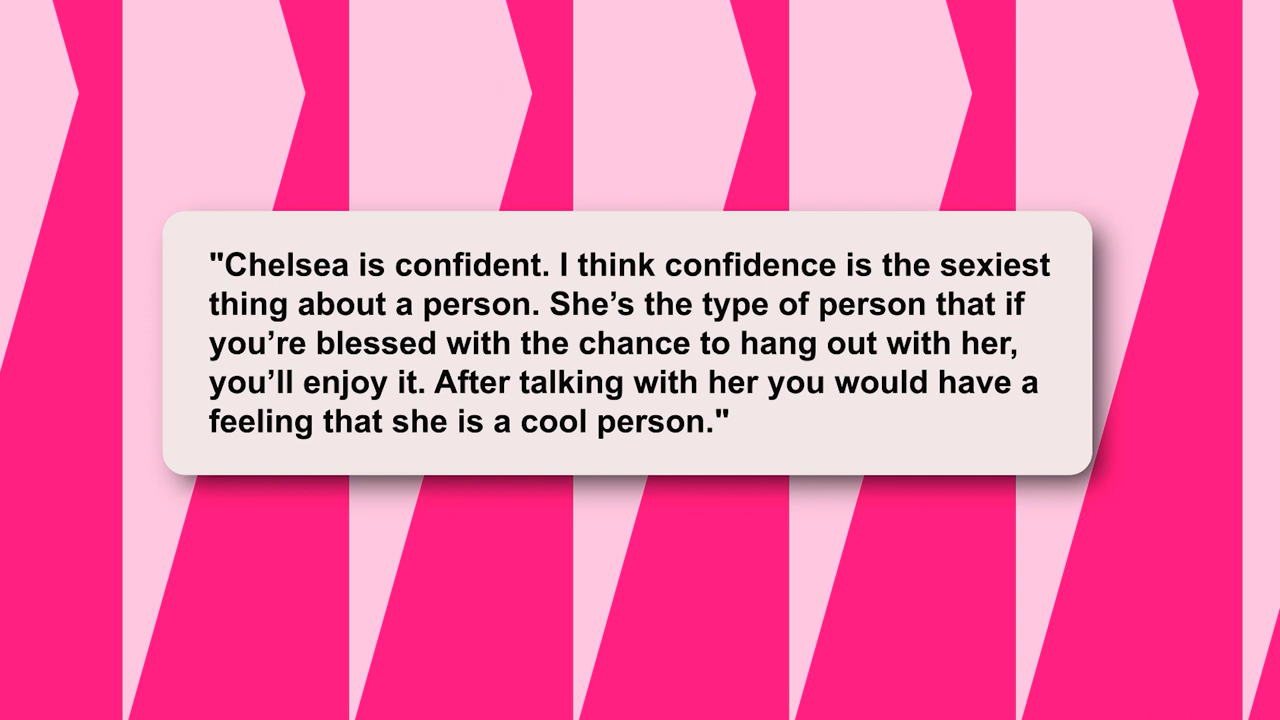 "Chelsea is confident. I think confidence is the sexiest
thing about a person. She’s the type of person that if
you’re blessed with the chance to hang out with her,
you’ll enjoy it. After talking with her you would have a
feeling that she is a cool person."